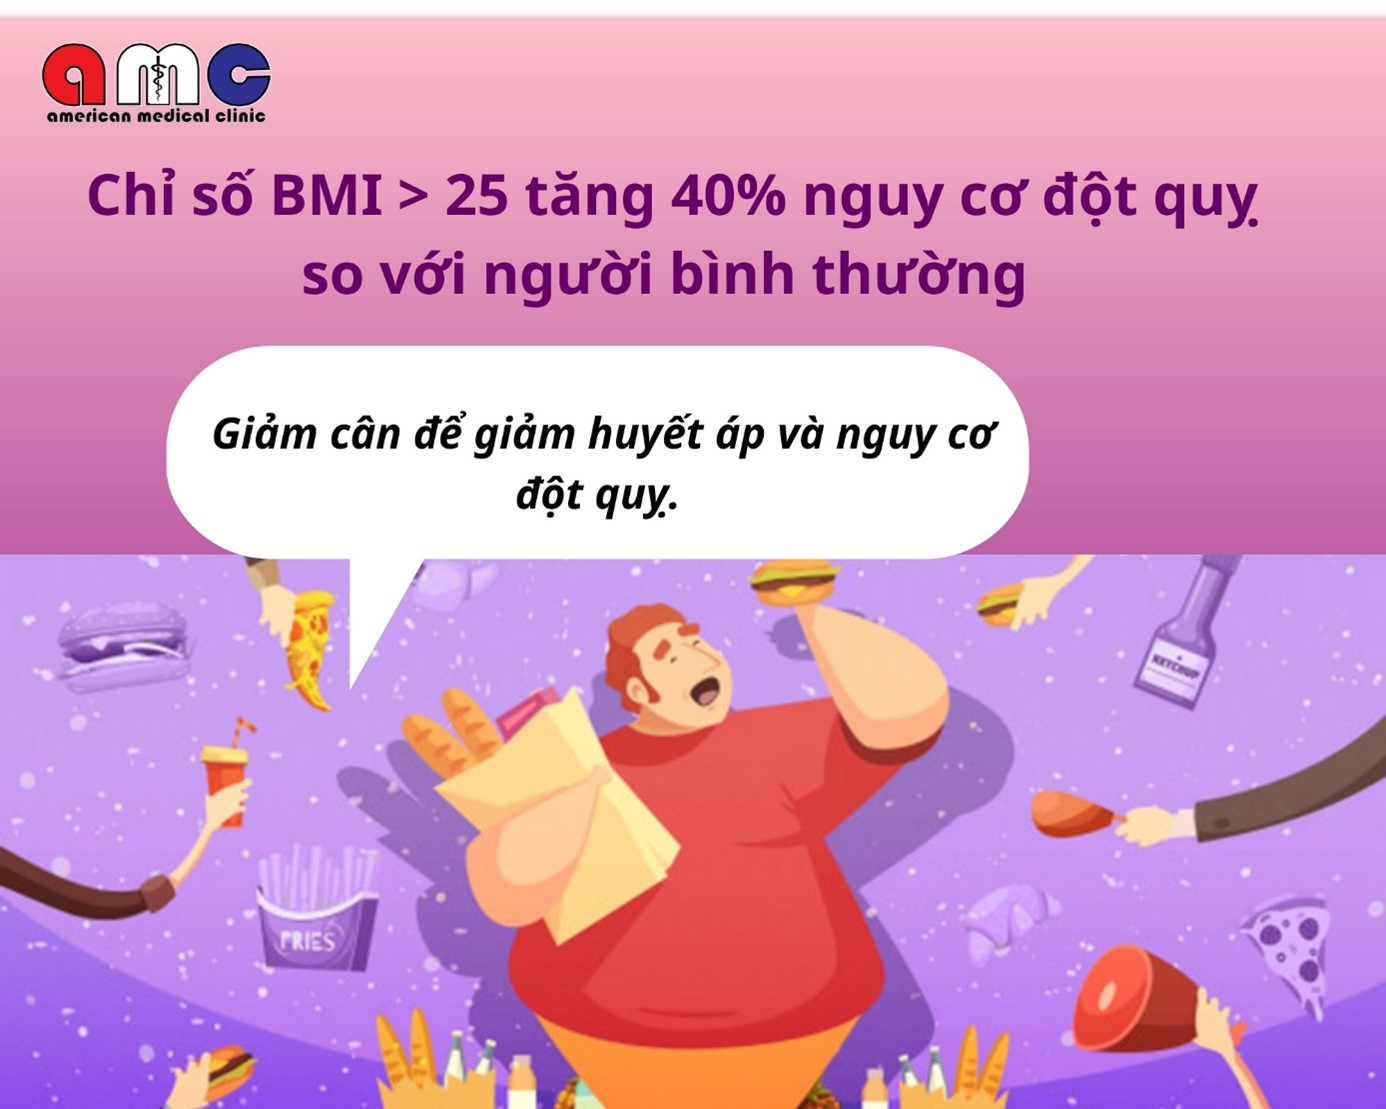 amc
american medical clinic
Chỉ số BMI > 25 tăng 40% nguy cơ đột quỵ
so với người bình thường
Giảm cân để giảm huyết áp và nguy cơ
đột quỵ.
KETCHUP
FRIES